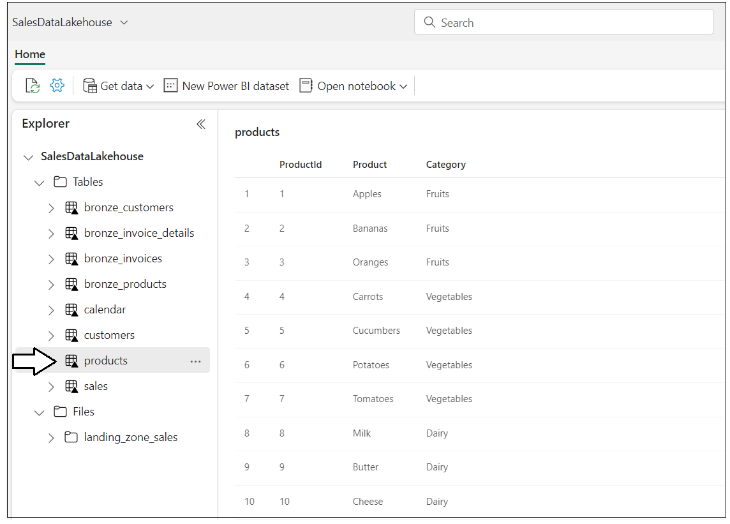 SalesDataLakehouse
Search
Home
Get data New Power BI dataset Open notebook
Explorer
SalesDataLakehouse
Tables
bronze_customers
bronze_invoice_details
bronze_invoices
bronze_products
calendar
customers
products ...
sales
Files
landing_zone_sales
products
ProductId Product Category
1 1 Apples Fruits
2 2 Bananas Fruits
3 3 Oranges Fruits
4 4 Carrots Vegetables
5 5 Cucumbers Vegetables
6 6 Potatoes Vegetables
7 7 Tomatoes Vegetables
8 8 Milk Dairy
9 9 Butter Dairy
10 10 Cheese Dairy